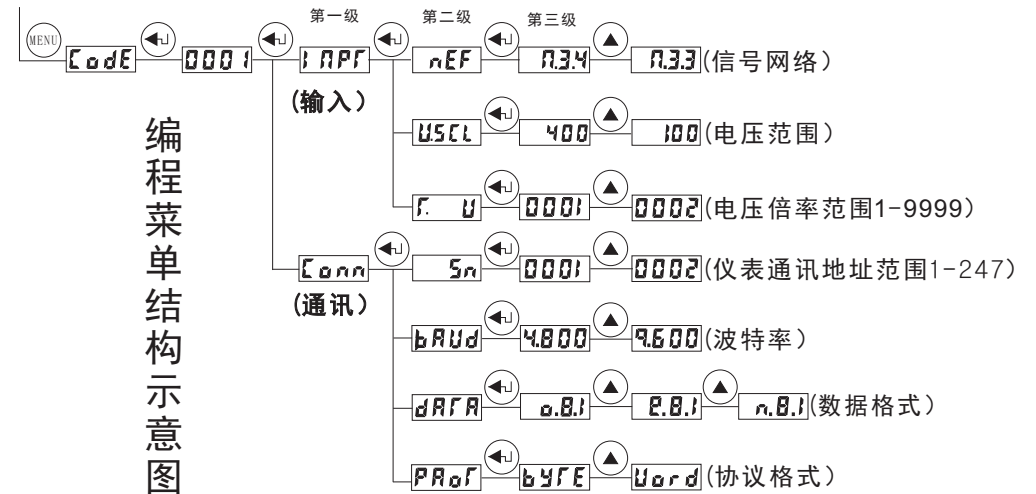 第一级 第二级 第三级
MENU CodE 0001 INPT nEF n.3.4 n.3.3 (信号网络)
(输入)
U.SCL 400 100 (电压范围)
T. U 0001 0002 (电压倍率范围1-9999)
Conn Sn 0001 0002 (仪表通讯地址范围1-247)
(通讯)
bAUd 4.800 9.600 (波特率)
dATA o.8.1 e.8.1 n.8.1 (数据格式)
PRoT bYTE Word (协议格式)
编程菜单结构示意图